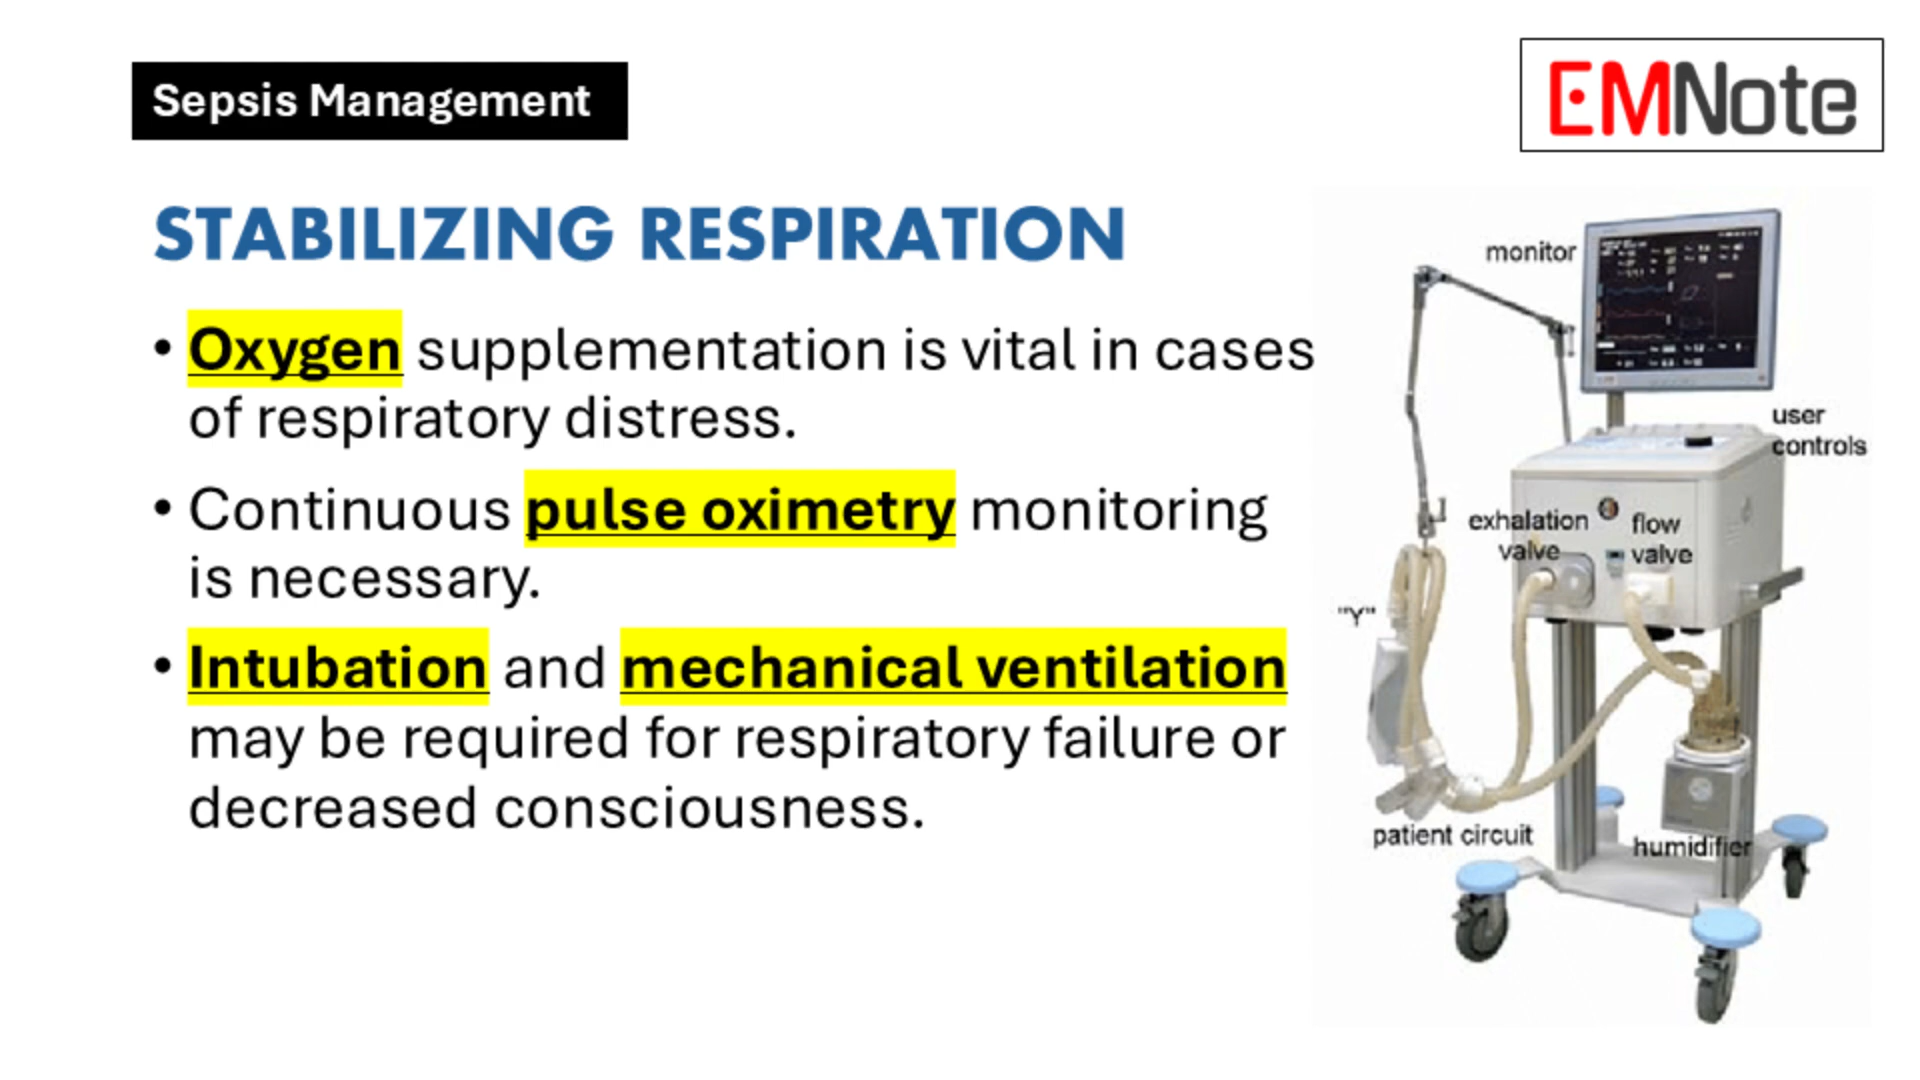 Sepsis Management
EMNote
STABILIZING RESPIRATION
• Oxygen supplementation is vital in cases
of respiratory distress.
• Continuous pulse oximetry monitoring
is necessary.
• Intubation and mechanical ventilation
may be required for respiratory failure or
decreased consciousness.
monitor
user
controls
exhalation
valve
flow
valve
"Y"
patient circuit
humidifier